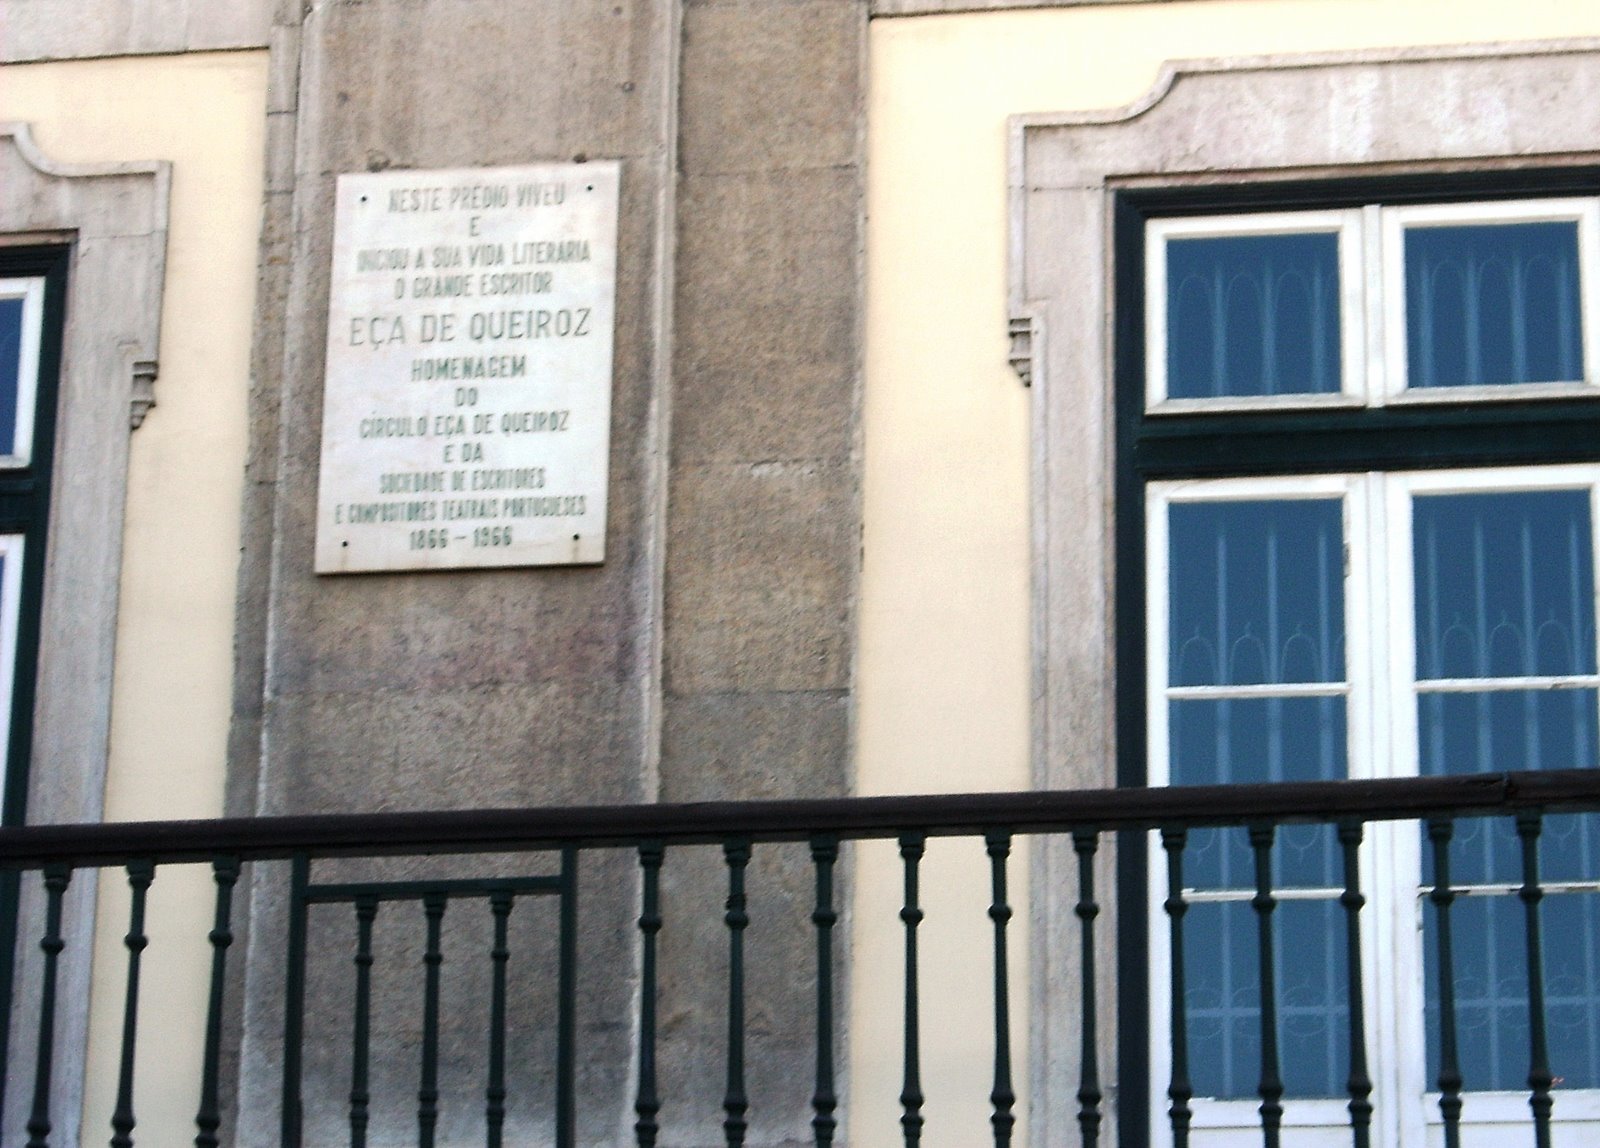 NESTE PRÉDIO VIVEU
E
INICIOU A SUA VIDA LITERÁRIA
O GRANDE ESCRITOR
EÇA DE QUEIROZ
HOMENAGEM
DO
CÍRCULO EÇA DE QUEIROZ
E DA
SOCIEDADE DE ESCRITORES
E COMPOSITORES TEATRAIS PORTUGUESES
1866 - 1966